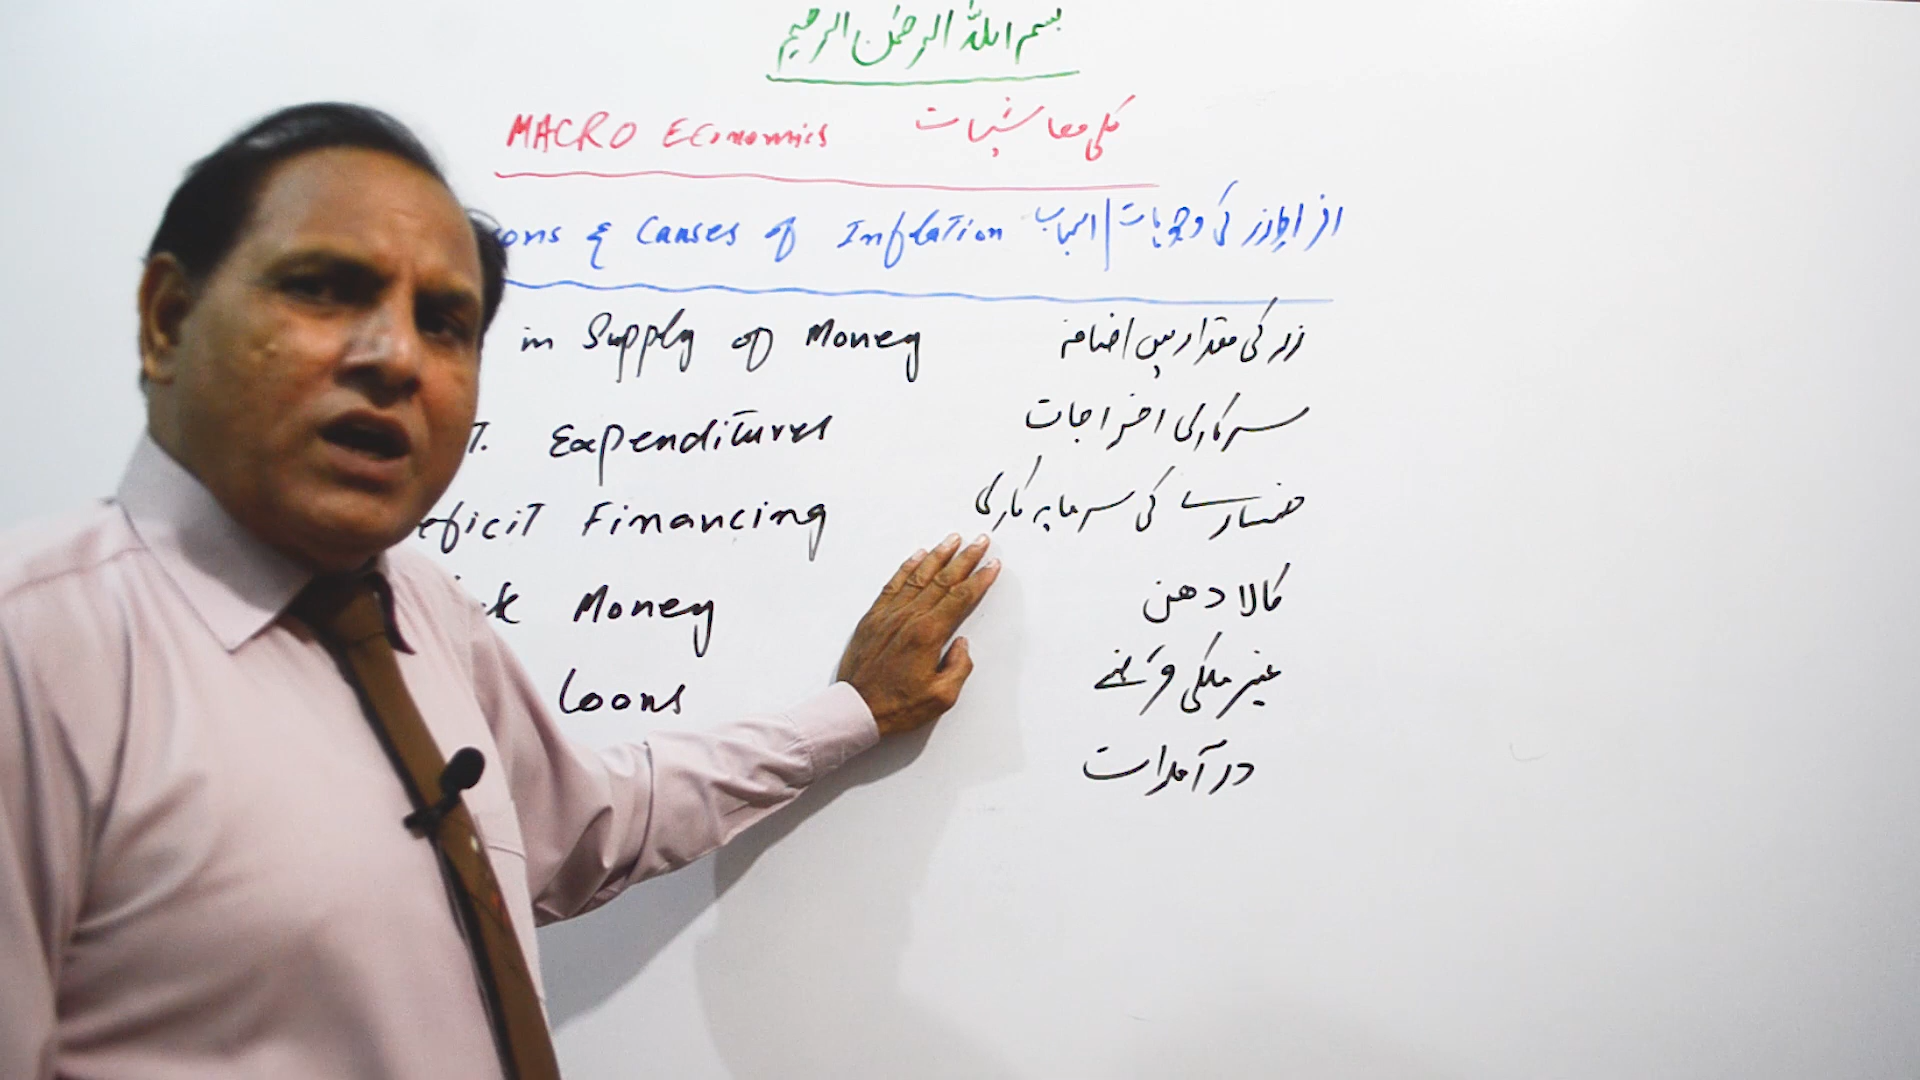 بسم اللہ الرحمٰن الرحیم
MACRO Economics کلی معاشیات
ons & Causes of Inflation افراط زر کی وجوہات | اسباب
in Supply of Money زر کی مقدار میں اضافہ
T. Expenditures سرکاری اخراجات
eficit Financing خسارے کی سرمایہ کاری
k Money کالا دھن
Loans غیر ملکی قرضے
درآمدات